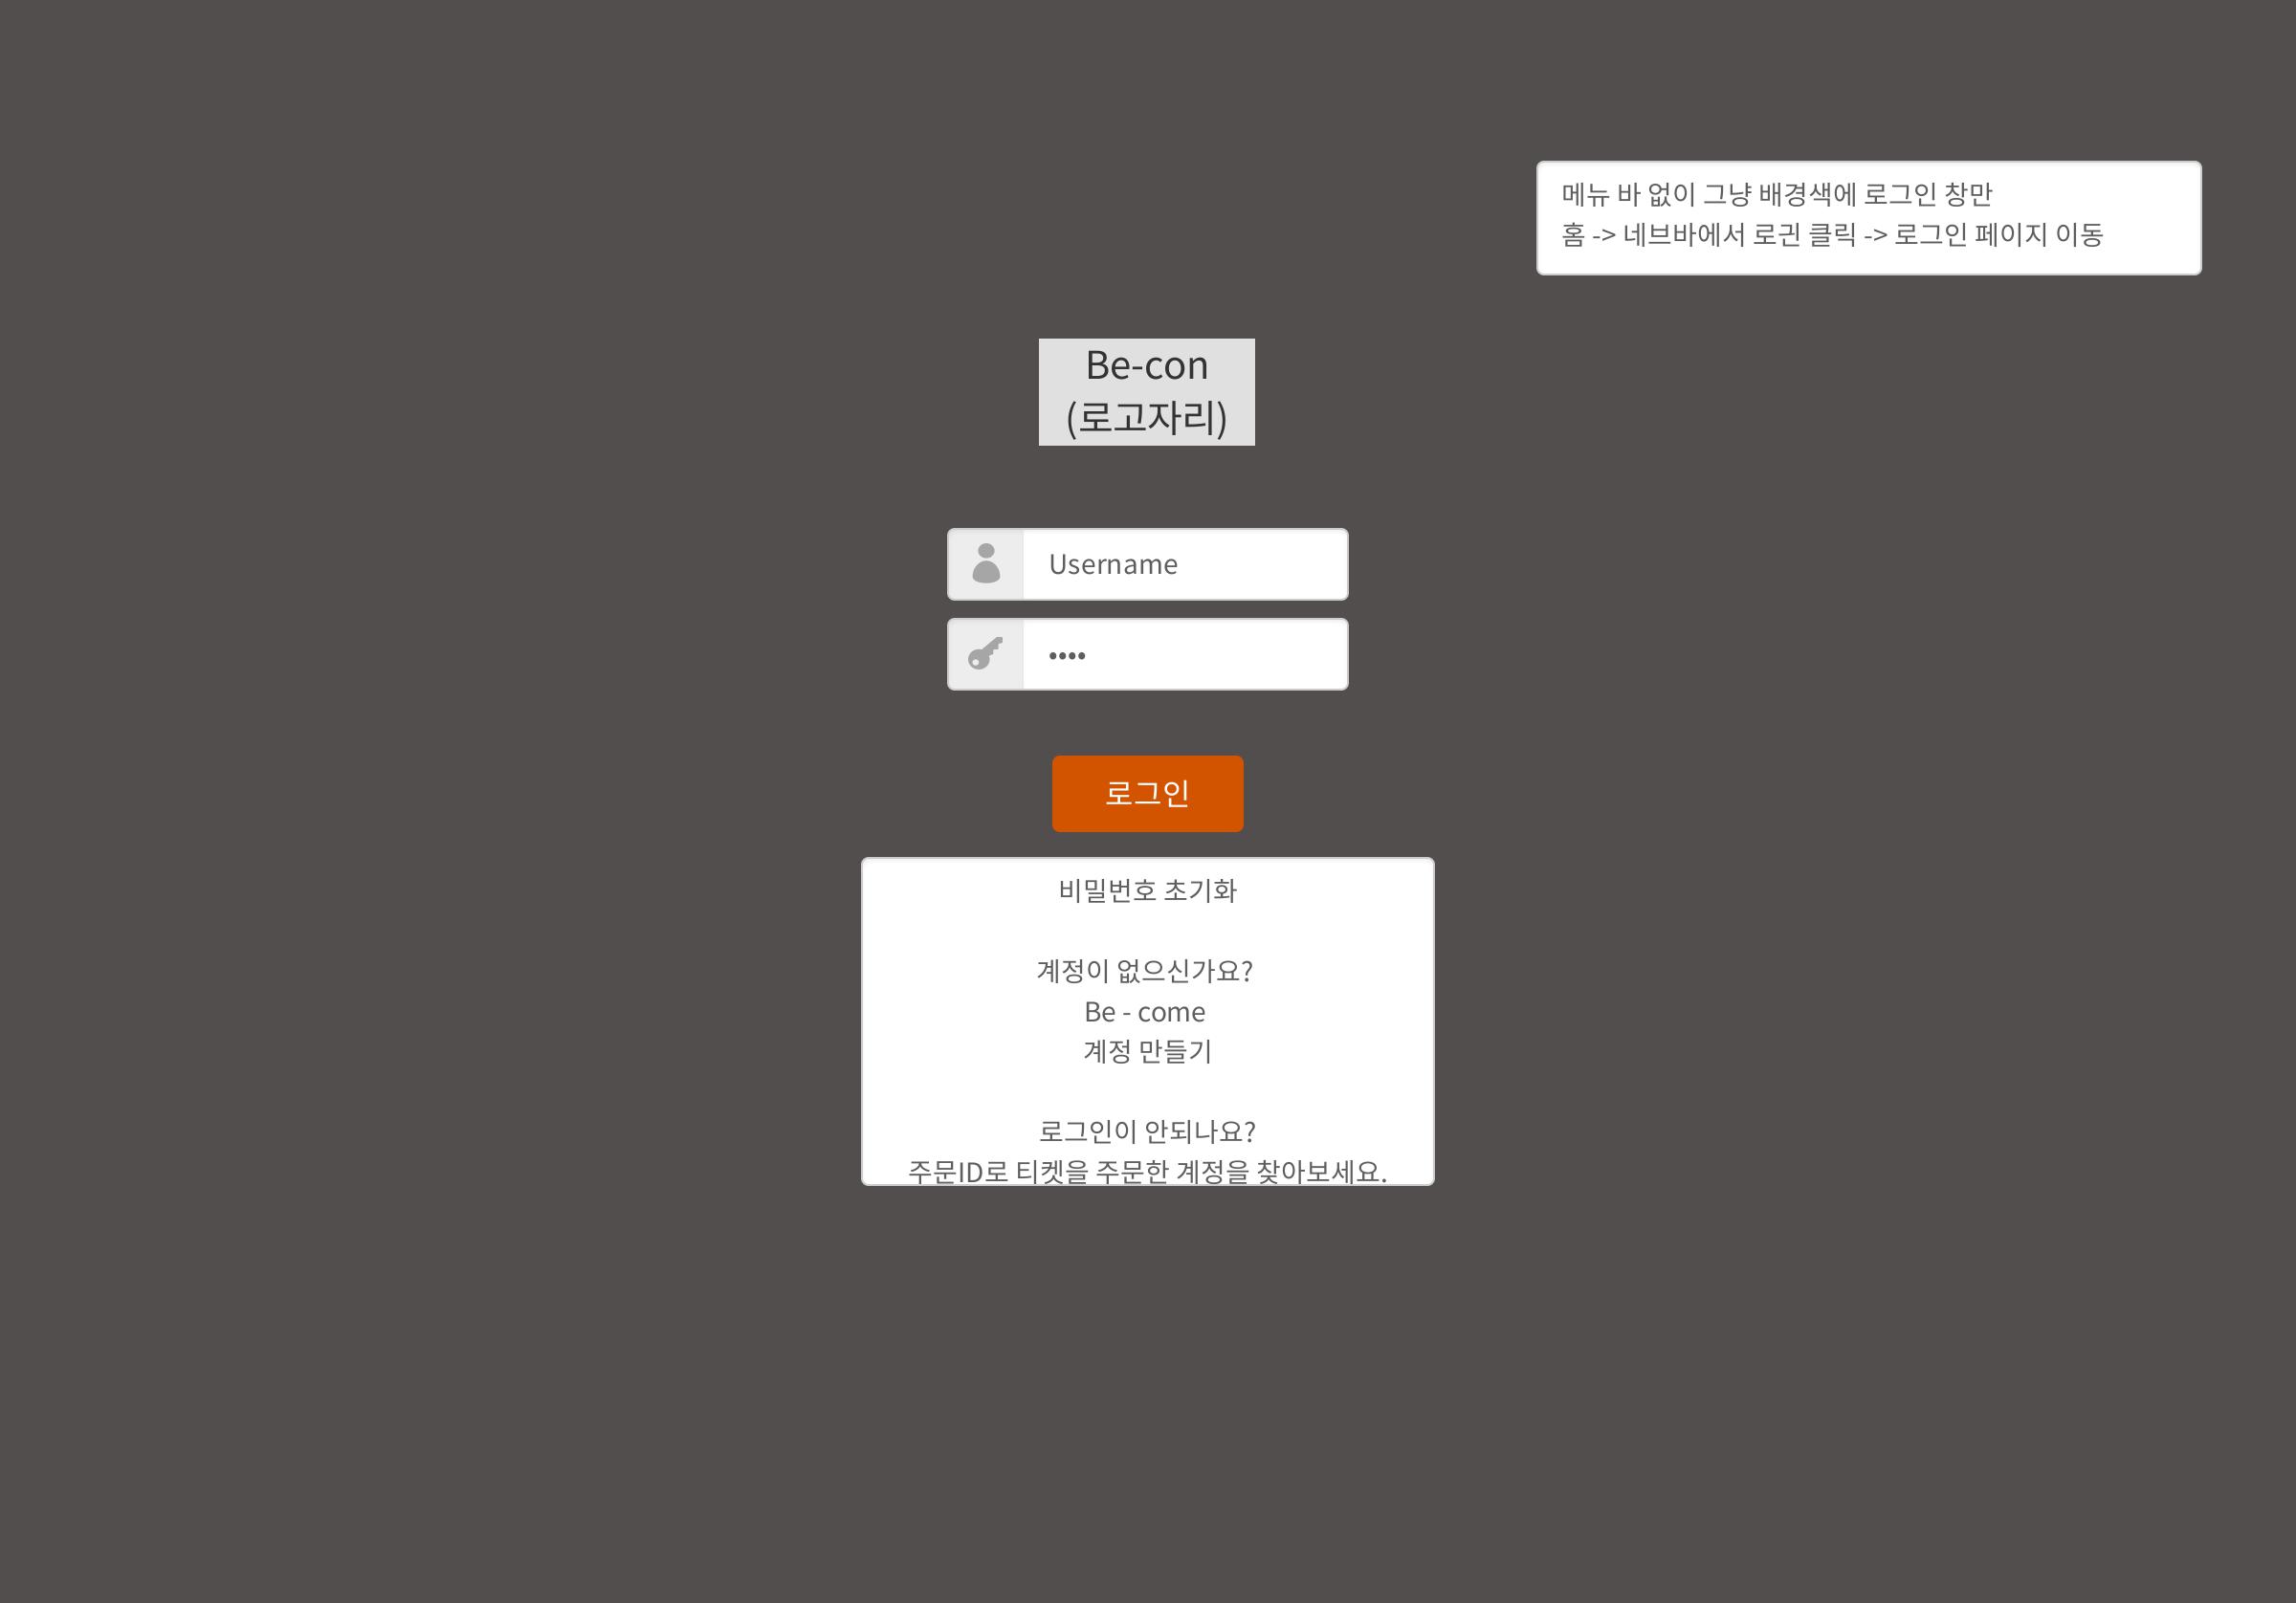 메뉴 바 없이 그냥 배경색에 로그인 창만
홈 -> 네브바에서 로귄 클릭 -> 로그인 페이지 이동
Be-con
(로고자리)
Username
••••
로그인
비밀번호 초기화
계정이 없으신가요?
Be - come
계정 만들기
로그인이 안되나요?
주문ID로 티켓을 주문한 계정을 찾아보세요.